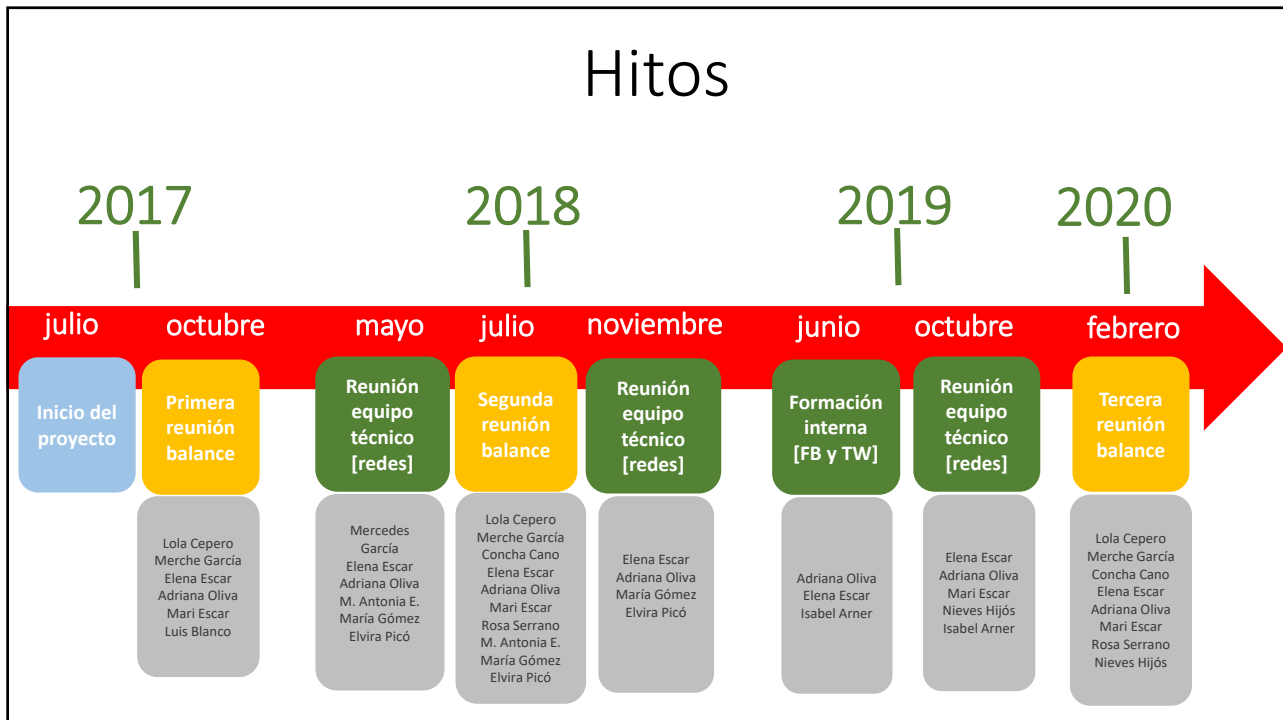 Hitos
2017
2018
2019
2020
julio
octubre
mayo
julio
noviembre
junio
octubre
febrero
Inicio del
proyecto
Primera
reunión
balance
Reunión
equipo
técnico
[redes]
Segunda
reunión
balance
Reunión
equipo
técnico
[redes]
Formación
interna
[FB y TW]
Reunión
equipo
técnico
[redes]
Tercera
reunión
balance
Lola Cepero
Merche García
Elena Escar
Adriana Oliva
Mari Escar
Luis Blanco
Mercedes
García
Elena Escar
Adriana Oliva
M. Antonia E.
María Gómez
Elvira Picó
Lola Cepero
Merche García
Concha Cano
Elena Escar
Adriana Oliva
Mari Escar
Rosa Serrano
M. Antonia E.
María Gómez
Elvira Picó
Elena Escar
Adriana Oliva
María Gómez
Elvira Picó
Adriana Oliva
Elena Escar
Isabel Arner
Elena Escar
Adriana Oliva
Mari Escar
Nieves Hijós
Isabel Arner
Lola Cepero
Merche García
Concha Cano
Elena Escar
Adriana Oliva
Mari Escar
Rosa Serrano
Nieves Hijós